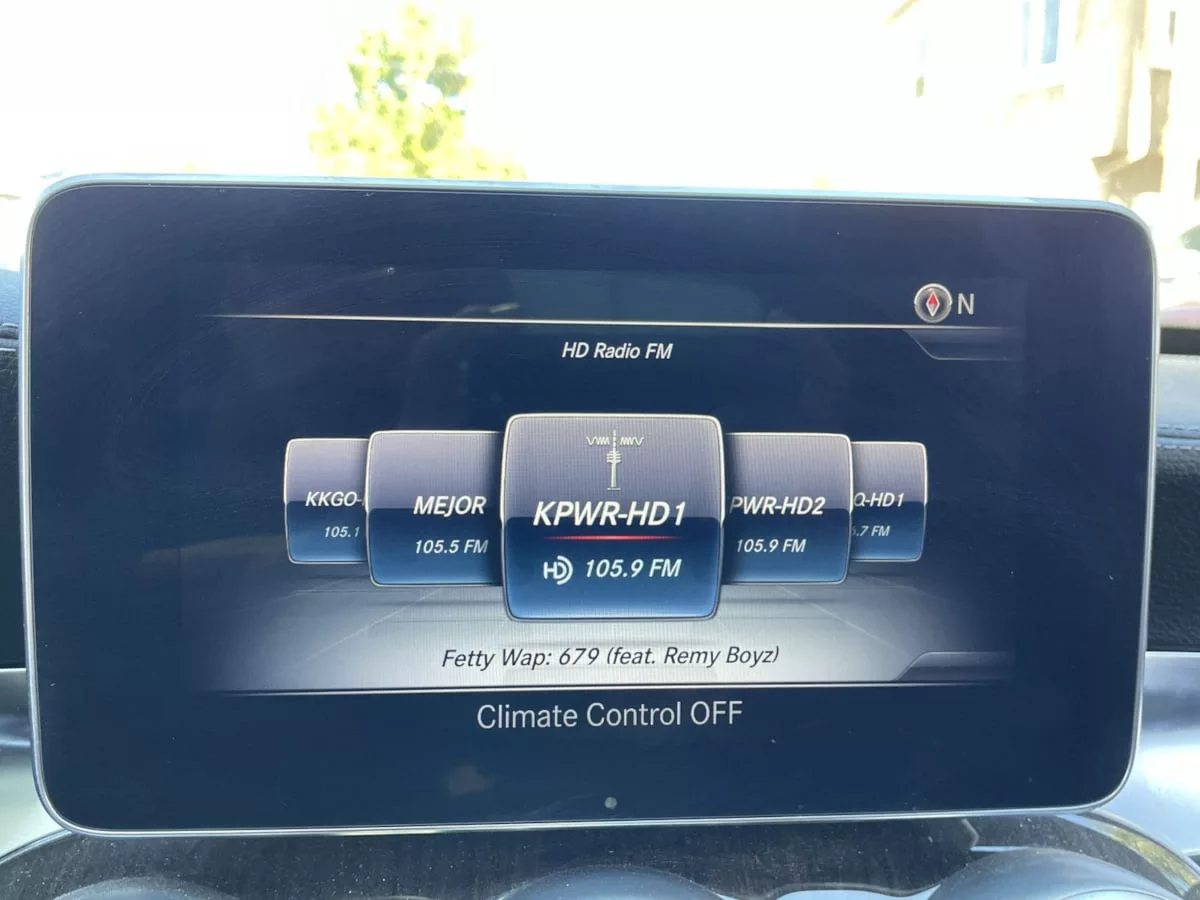 N
HD Radio FM
KKGO-
105.1
MEJOR
105.5 FM
KPWR-HD1
HD 105.9 FM
PWR-HD2
105.9 FM
Q-HD1
.7 FM
Fetty Wap: 679 (feat. Remy Boyz)
Climate Control OFF